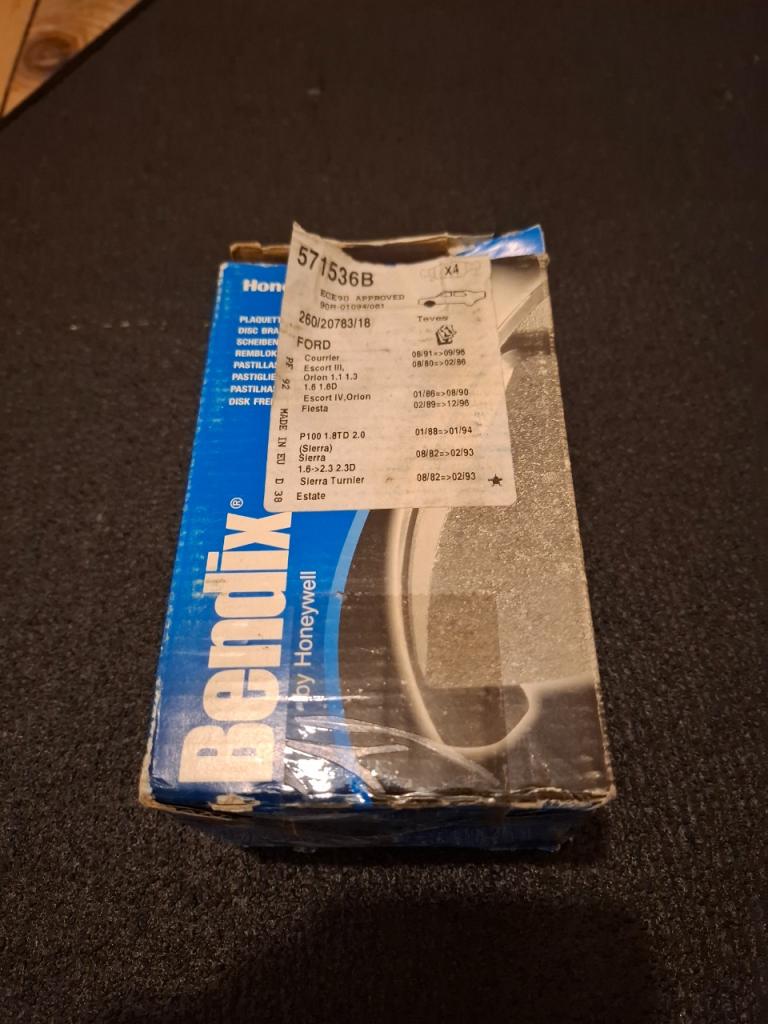 571536B
X4
ECE90 APPROVED
90R-01094/061
260/20783/18
Teves
FORD
Courrier 08/91=>09/96
Escort III, 08/80=>02/86
Orion 1.1 1.3
1.6 1.6D
Escort IV,Orion 01/86=>08/90
Fiesta 02/89=>12/96
P100 1.8TD 2.0 01/88=>01/94
(Sierra)
Sierra 08/82=>02/93
1.6->2.3 2.3D
Sierra Turnier 08/82=>02/93
Estate
PF 92 MADE IN EU D 38
Hone
PLAQUETT
DISC BRA
SCHEIBEN
REMBLOK
PASTILLA
PASTIGLIE
PASTILHA
DISK FRE
Bendix®
by Honeywell